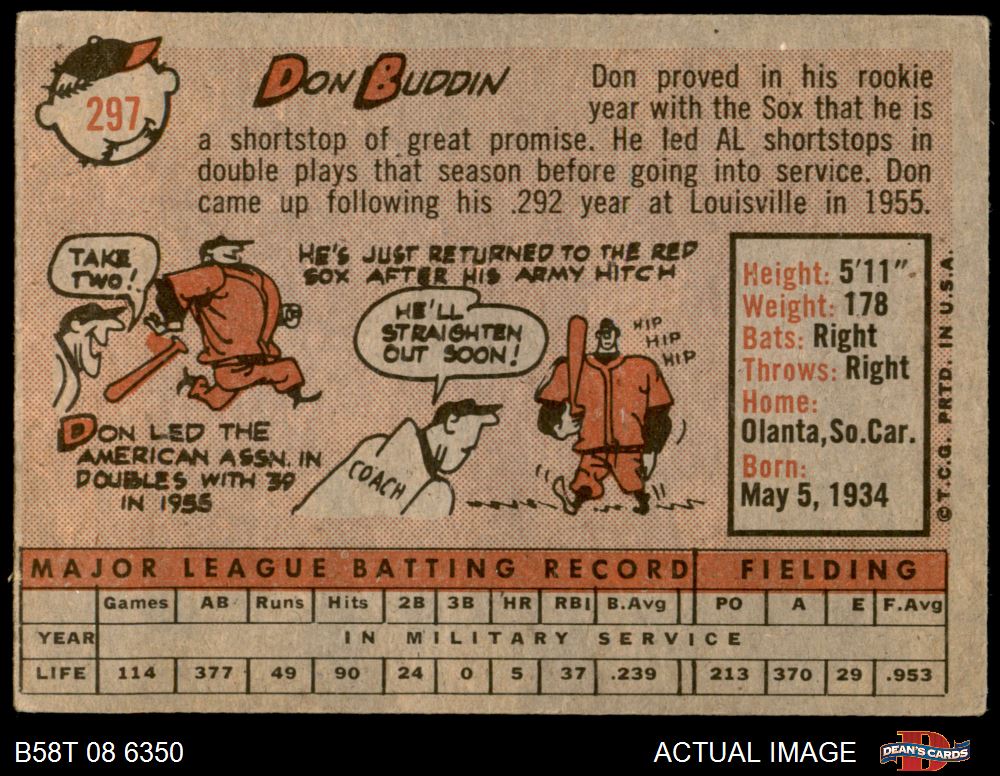 297
DON BUDDIN
Don proved in his rookie
year with the Sox that he is
a shortstop of great promise. He led AL shortstops in
double plays that season before going into service. Don
came up following his .292 year at Louisville in 1955.
TAKE
TWO!
HE'S JUST RETURNED TO THE RED
SOX AFTER HIS ARMY HITCH
HE'LL
STRAIGHTEN
OUT SOON!
HIP
HIP
HIP
DON LED THE
AMERICAN ASSN. IN
DOUBLES WITH 39
IN 1955
COACH
Height: 5'11"
Weight: 178
Bats: Right
Throws: Right
Home:
Olanta, So. Car.
Born:
May 5, 1934
©T.C.G. PRTD. IN U.S.A.
MAJOR LEAGUE BATTING RECORD FIELDING
Games AB Runs Hits 2B 3B HR RBI B.Avg PO A E F.Avg
YEAR IN MILITARY SERVICE
LIFE 114 377 49 90 24 0 5 37 .239 213 370 29 .953
B58T 08 6350
ACTUAL IMAGE
D
DEAN'S CARDS